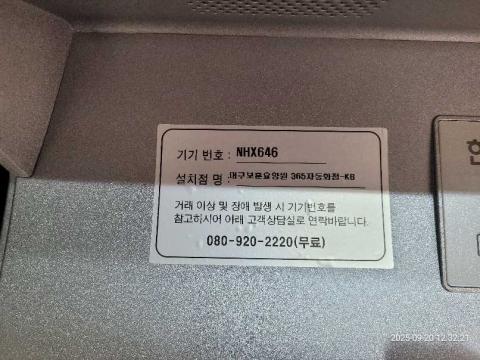 기기 번호 : NHX646
설치점 명 : 대구보훈요양원 365자동화점-KB
거래 이상 및 장애 발생 시 기기번호를
참고하시어 아래 고객상담실로 연락바랍니다.
080-920-2220(무료)
2025-09-20 12:32:21